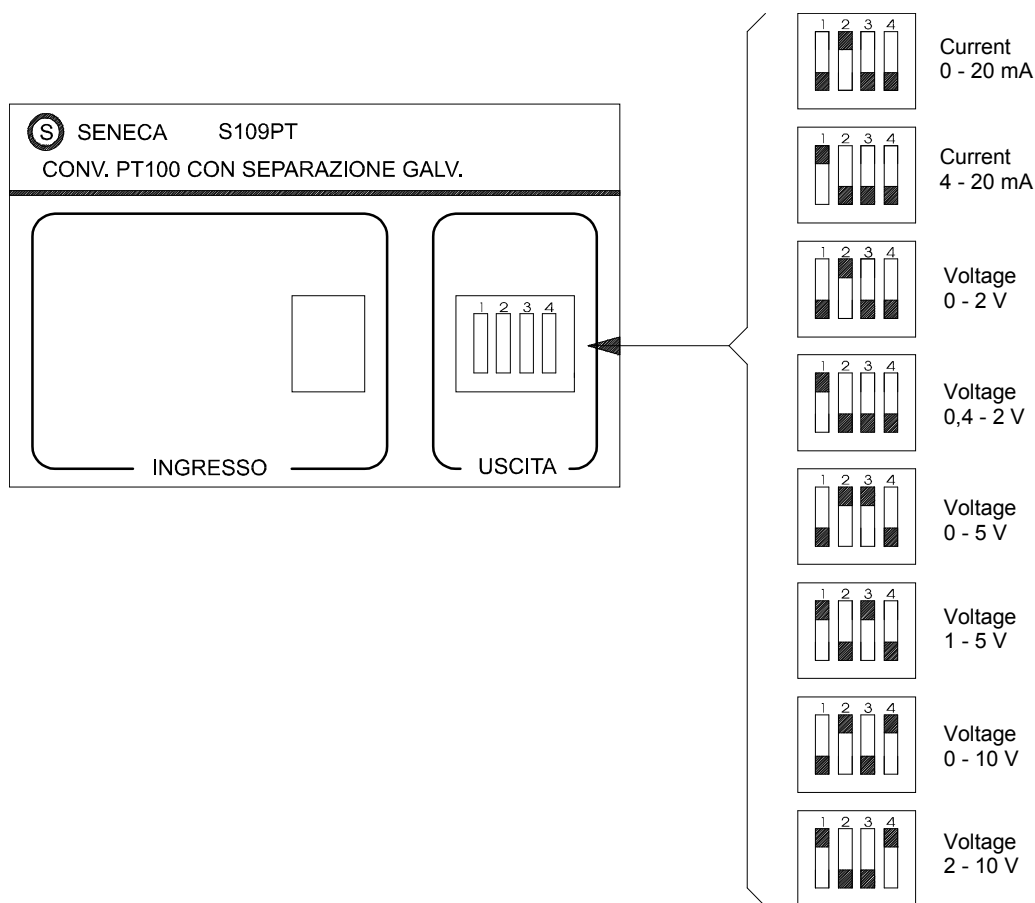 S SENECA S109PT
CONV. PT100 CON SEPARAZIONE GALV.
1 2 3 4
INGRESSO
USCITA
1 2 3 4
Current
0 - 20 mA
1 2 3 4
Current
4 - 20 mA
1 2 3 4
Voltage
0 - 2 V
1 2 3 4
Voltage
0,4 - 2 V
1 2 3 4
Voltage
0 - 5 V
1 2 3 4
Voltage
1 - 5 V
1 2 3 4
Voltage
0 - 10 V
1 2 3 4
Voltage
2 - 10 V